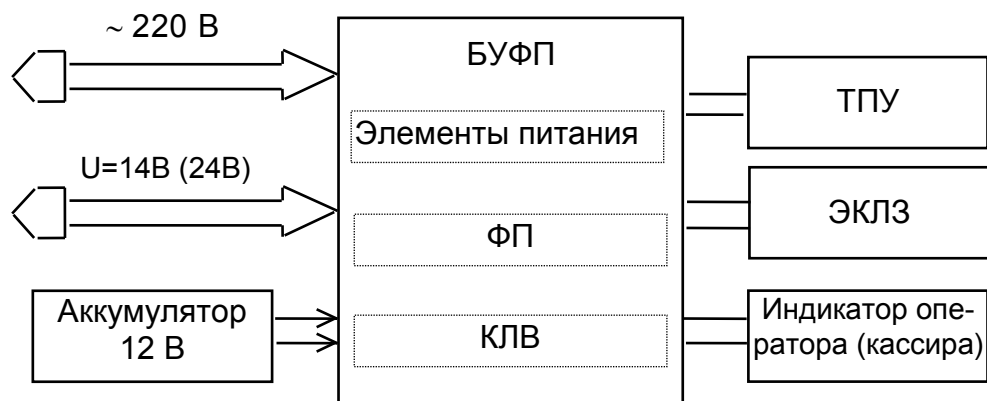 ~ 220 В
U=14В (24В)
Аккумулятор
12 В
БУФП
Элементы питания
ФП
КЛВ
ТПУ
ЭКЛЗ
Индикатор опе-
ратора (кассира)